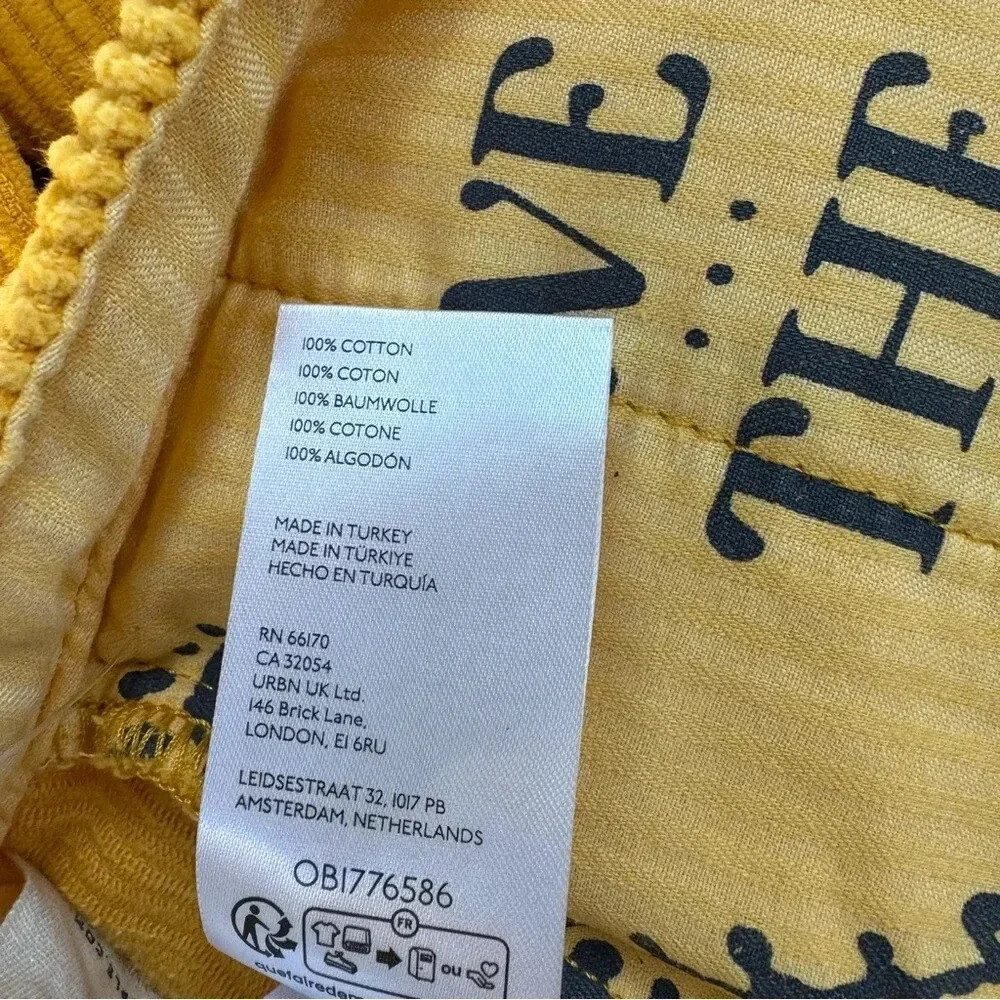 100% COTTON
100% COTON
100% BAUMWOLLE
100% COTONE
100% ALGODÓN
MADE IN TURKEY
MADE IN TÜRKIYE
HECHO EN TURQUÍA
RN 66170
CA 32054
URBN UK Ltd.
146 Brick Lane,
LONDON, E1 6RU
LEIDSESTRAAT 32, 1017 PB
AMSTERDAM, NETHERLANDS
OB1776586
FR
ou
THE